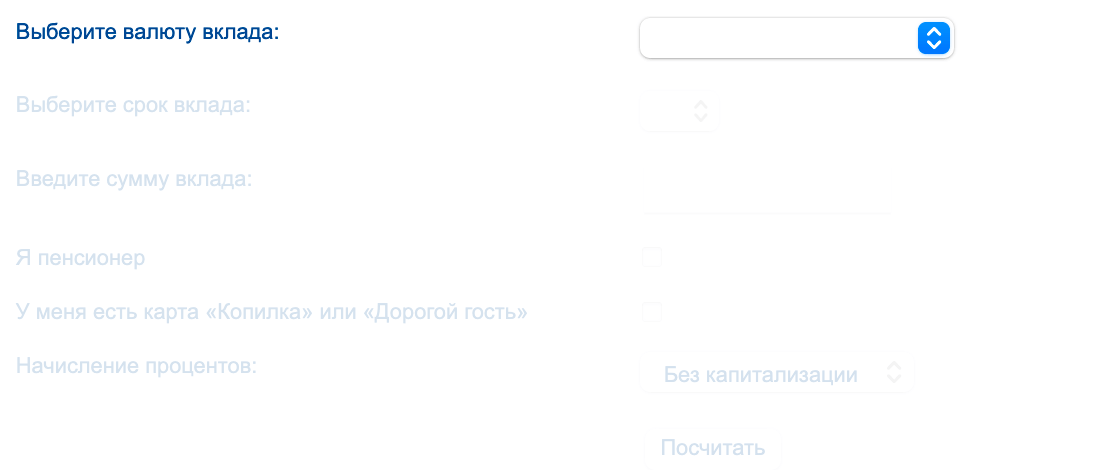 Выберите валюту вклада:
Выберите срок вклада:
Введите сумму вклада:
Я пенсионер
У меня есть карта «Копилка» или «Дорогой гость»
Начисление процентов:
Без капитализации
Посчитать